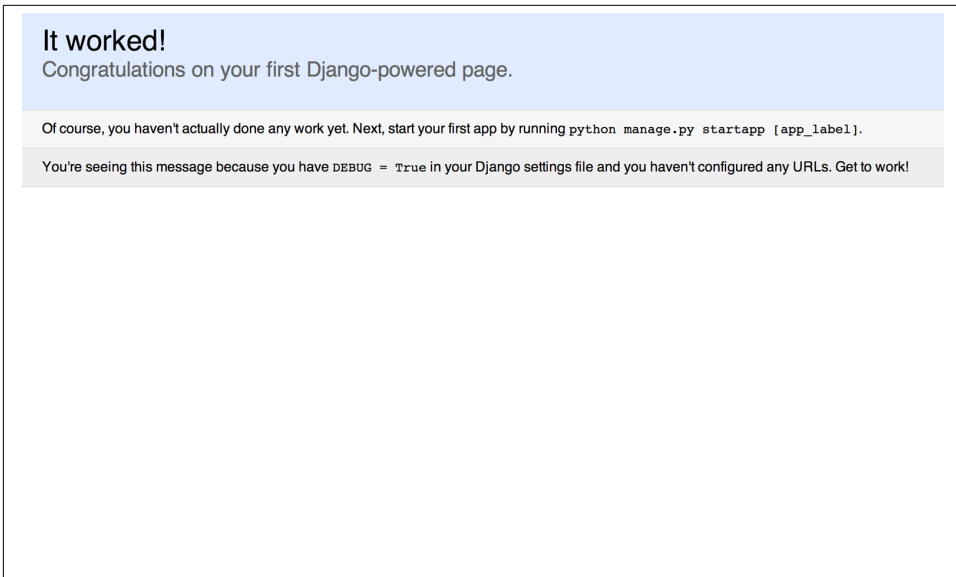 It worked!
Congratulations on your first Django-powered page.
Of course, you haven't actually done any work yet. Next, start your first app by running python manage.py startapp [app_label].
You're seeing this message because you have DEBUG = True in your Django settings file and you haven't configured any URLs. Get to work!